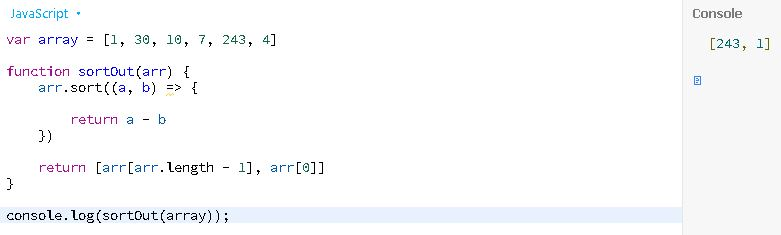 JavaScript
Console
var array = [1, 30, 10, 7, 243, 4]
[243, 1]
function sortOut(arr) {
    arr.sort((a, b) => {
        return a - b
    })
    return [arr[arr.length - 1], arr[0]]
}
console.log(sortOut(array));